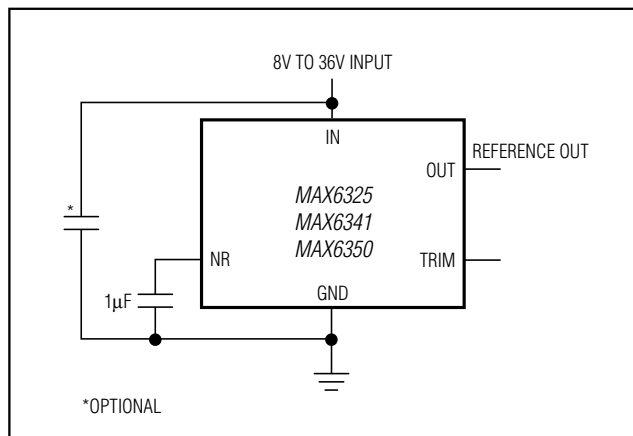 8V TO 36V INPUT
IN
REFERENCE OUT
OUT
MAX6325
MAX6341
MAX6350
*
NR
TRIM
1μF
GND
*OPTIONAL